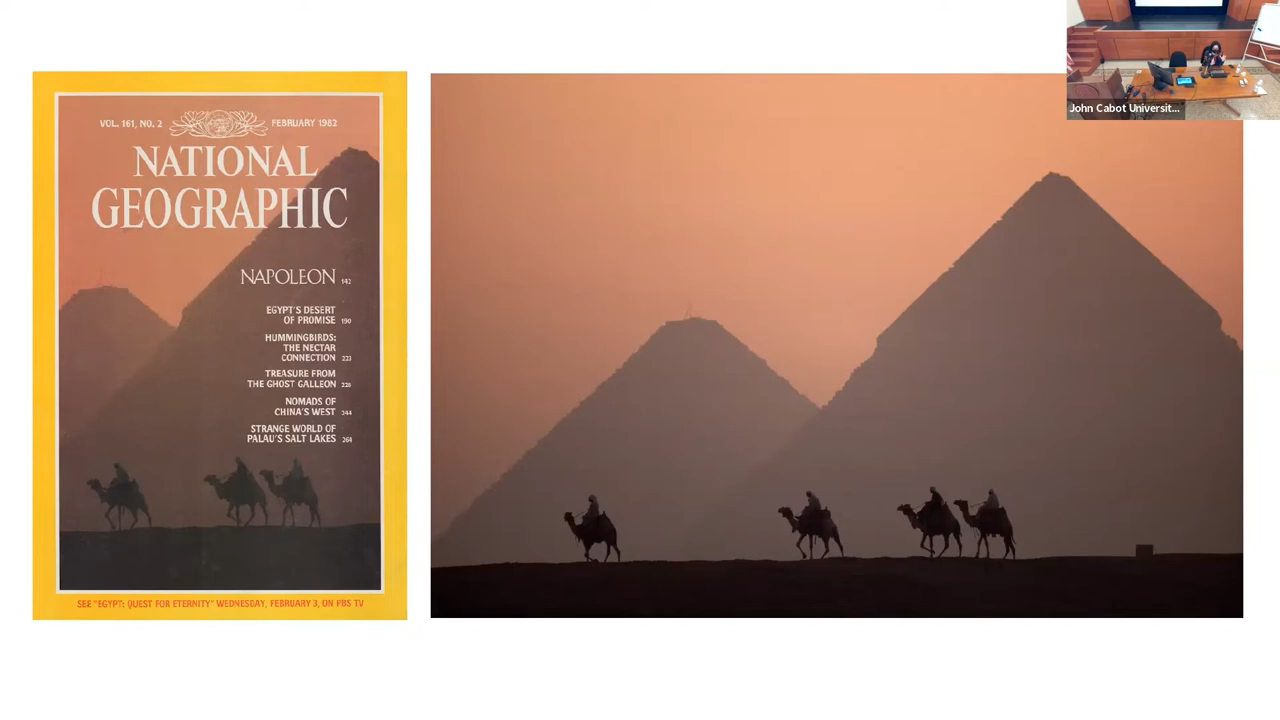 VOL. 161, NO. 2
FEBRUARY 1982
NATIONAL
GEOGRAPHIC
NAPOLEON 142
EGYPT'S DESERT
OF PROMISE 190
HUMMINGBIRDS:
THE NECTAR
CONNECTION 223
TREASURE FROM
THE GHOST GALLEON 228
NOMADS OF
CHINA'S WEST 244
STRANGE WORLD OF
PALAU'S SALT LAKES 264
SEE "EGYPT: QUEST FOR ETERNITY" WEDNESDAY, FEBRUARY 3, ON PBS TV
John Cabot Universit...